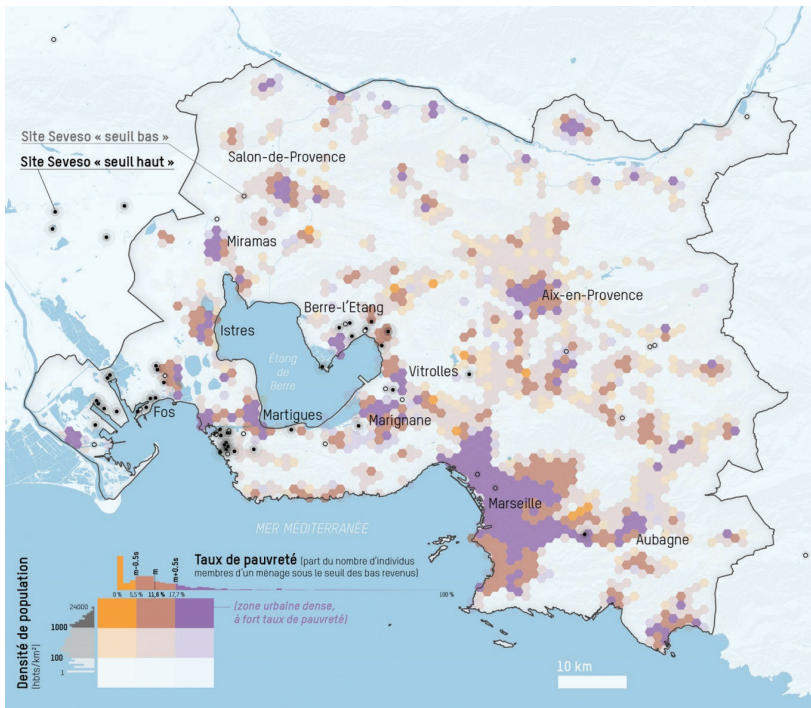 Site Seveso « seuil bas »
Site Seveso « seuil haut »
Salon-de-Provence
Miramas
Berre-l'Etang
Aix-en-Provence
Istres
Étang
de
Berre
Vitrolles
Fos
Martigues
Marignane
Marseille
MER MÉDITERRANÉE
Aubagne
Taux de pauvreté (part du nombre d'individus
membres d'un ménage sous le seuil des bas revenus)
m-0.5s
m
m+0.5s
0 %
5,5 %
11,6 %
17,7 %
100 %
Densité de population
(hbts/km²)
24000
1000
100
1
(zone urbaine dense,
à fort taux de pauvreté)
10 km